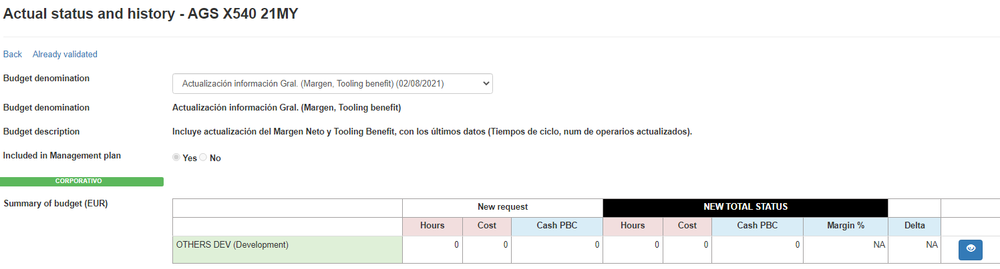 Actual status and history - AGS X540 21MY
Back Already validated
Budget denomination Actualización información Gral. (Margen, Tooling benefit) (02/08/2021)
Budget denomination Actualización información Gral. (Margen, Tooling benefit)
Budget description Incluye actualización del Margen Neto y Tooling Benefit, con los últimos datos (Tiempos de ciclo, num de operarios actualizados).
Included in Management plan Yes No
CORPORATIVO
Summary of budget (EUR) New request NEW TOTAL STATUS
Hours Cost Cash PBC Hours Cost Cash PBC Margin % Delta
OTHERS DEV (Development) 0 0 0 0 0 0 NA NA